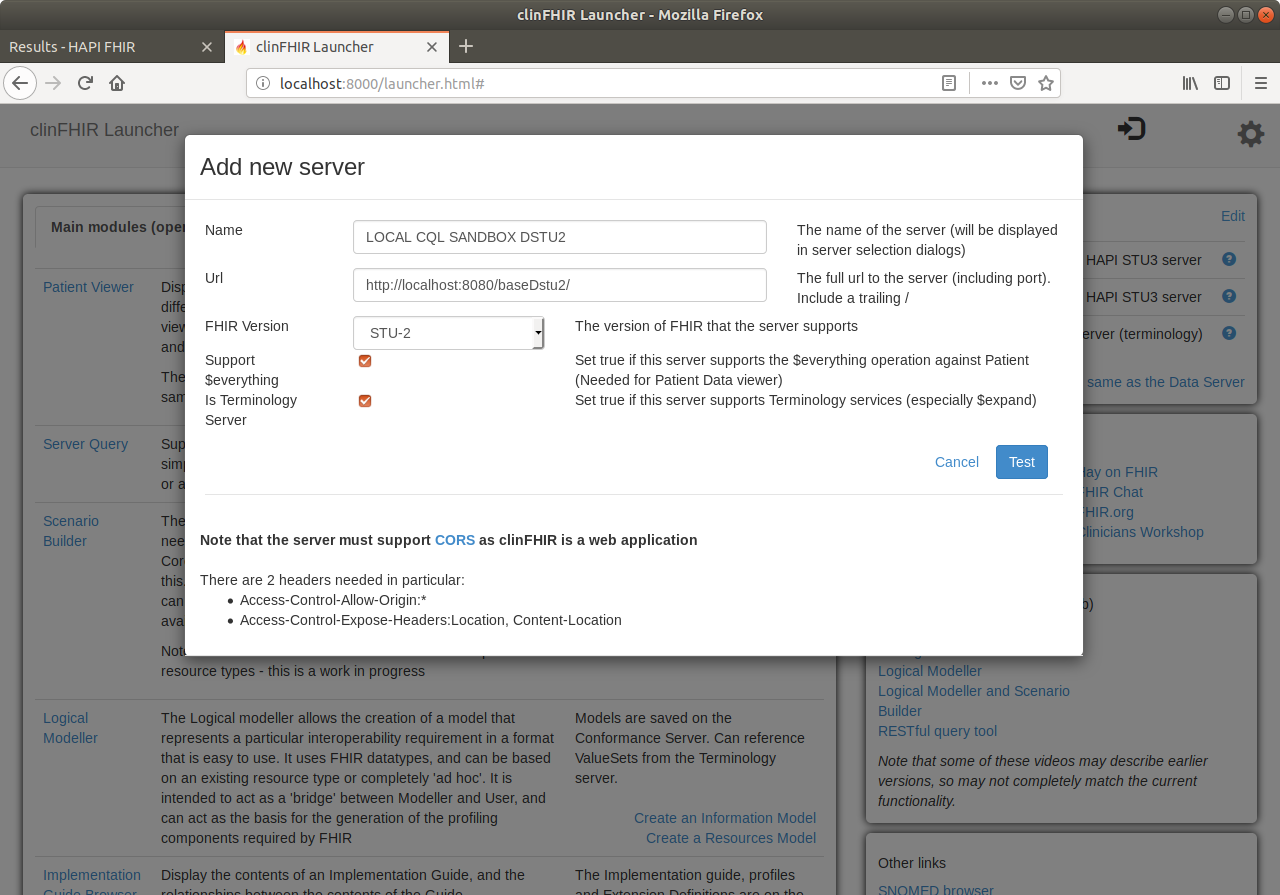 clinFHIR Launcher - Mozilla Firefox
Results - HAPI FHIR
clinFHIR Launcher
localhost:8000/launcher.html#
clinFHIR Launcher
Add new server
Name
LOCAL CQL SANDBOX DSTU2
The name of the server (will be displayed
in server selection dialogs)
Url
http://localhost:8080/baseDstu2/
The full url to the server (including port).
Include a trailing /
FHIR Version
STU-2
The version of FHIR that the server supports
Support
$everything
Set true if this server supports the $everything operation against Patient
(Needed for Patient Data viewer)
Is Terminology
Server
Set true if this server supports Terminology services (especially $expand)
Cancel
Test
Note that the server must support CORS as clinFHIR is a web application
There are 2 headers needed in particular:
Access-Control-Allow-Origin:*
Access-Control-Expose-Headers:Location, Content-Location
Main modules (ope
Patient Viewer
Disp
diffe
view
and
The
sam
Server Query
Sup
simp
or a
Scenario
Builder
The
nee
Cor
this
can
ava
Not
resource types - this is a work in progress
Logical
Modeller
The Logical modeller allows the creation of a model that
represents a particular interoperability requirement in a format
that is easy to use. It uses FHIR datatypes, and can be based
on an existing resource type or completely 'ad hoc'. It is
intended to act as a 'bridge' between Modeller and User, and
can act as the basis for the generation of the profiling
components required by FHIR
Models are saved on the
Conformance Server. Can reference
ValueSets from the Terminology
server.
Create an Information Model
Create a Resources Model
Implementation
Guide Browser
Display the contents of an Implementation Guide, and the
relationships between the contents of the Guide
The Implementation guide, profiles
and Extension Definitions are on the
Edit
HAPI STU3 server
HAPI STU3 server
erver (terminology)
same as the Data Server
Hay on FHIR
FHIR Chat
FHIR.org
Clinicians Workshop
b)
Logical Modeller
Logical Modeller and Scenario
Builder
RESTful query tool
Note that some of these videos may describe earlier
versions, so may not completely match the current
functionality.
Other links
SNOMED browser